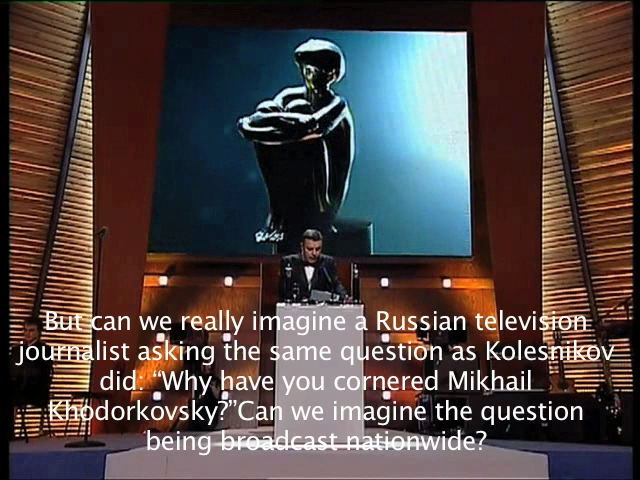 But can we really imagine a Russian television
journalist asking the same question as Kolesnikov
did: “Why have you cornered Mikhail
Khodorkovsky?”Can we imagine the question
being broadcast nationwide?